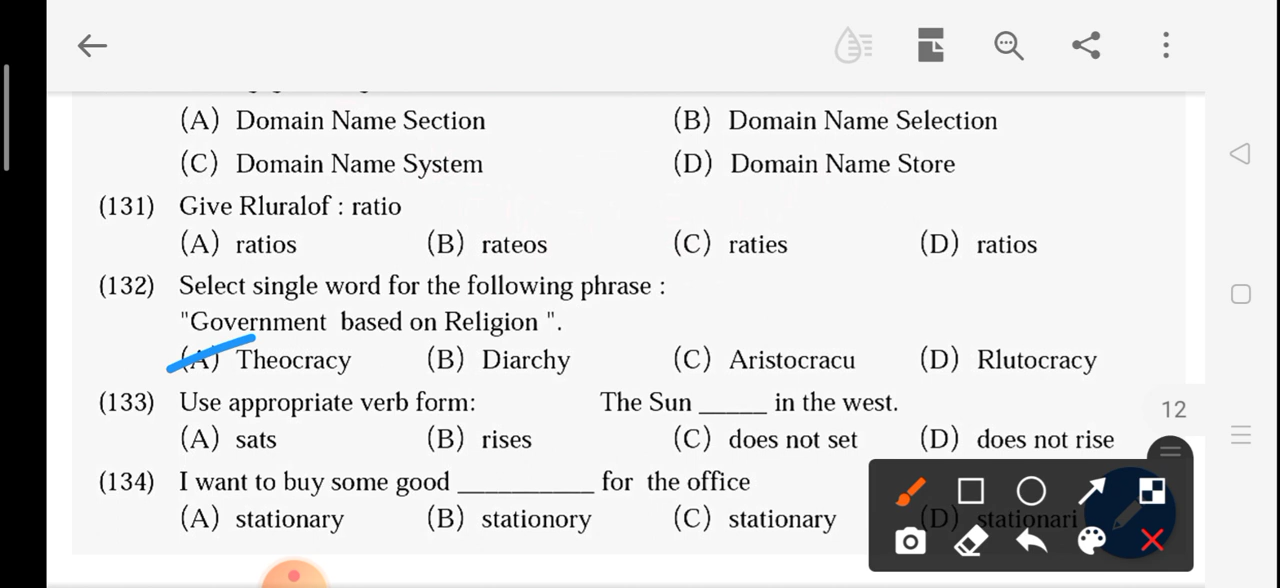 (A) Domain Name Section (B) Domain Name Selection
(C) Domain Name System (D) Domain Name Store
(131) Give Rluralof : ratio
(A) ratios (B) rateos (C) raties (D) ratios
(132) Select single word for the following phrase :
"Government based on Religion ".
(A) Theocracy (B) Diarchy (C) Aristocracu (D) Rlutocracy
(133) Use appropriate verb form: The Sun _____ in the west.
12
(A) sats (B) rises (C) does not set (D) does not rise
(134) I want to buy some good __________ for the office
(A) stationary (B) stationory (C) stationary (D) stationari